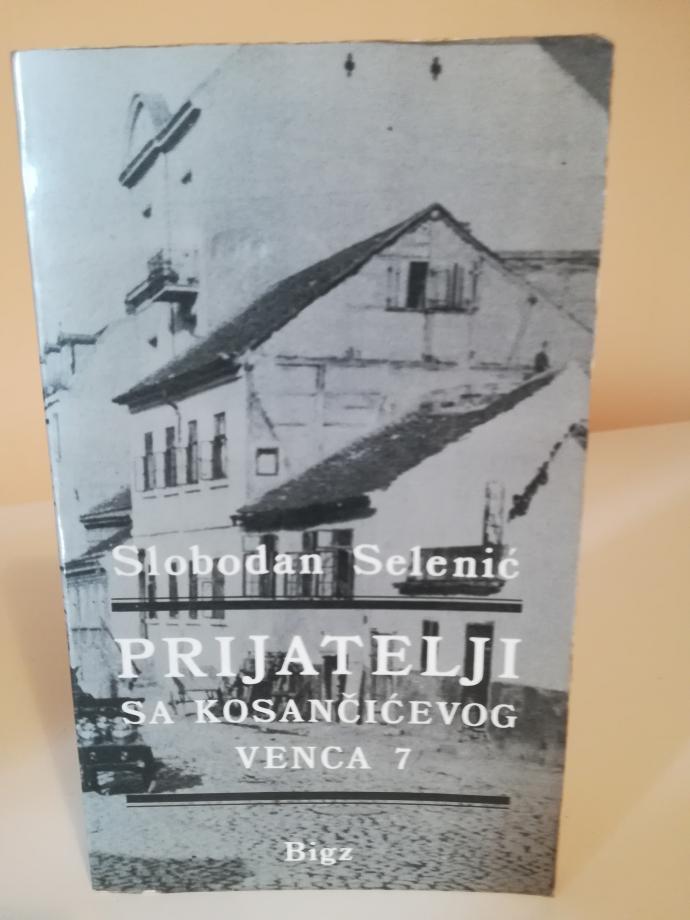 Slobodan Selenić
PRIJATELJI
SA KOSANČIĆEVOG
VENCA 7
Bigz